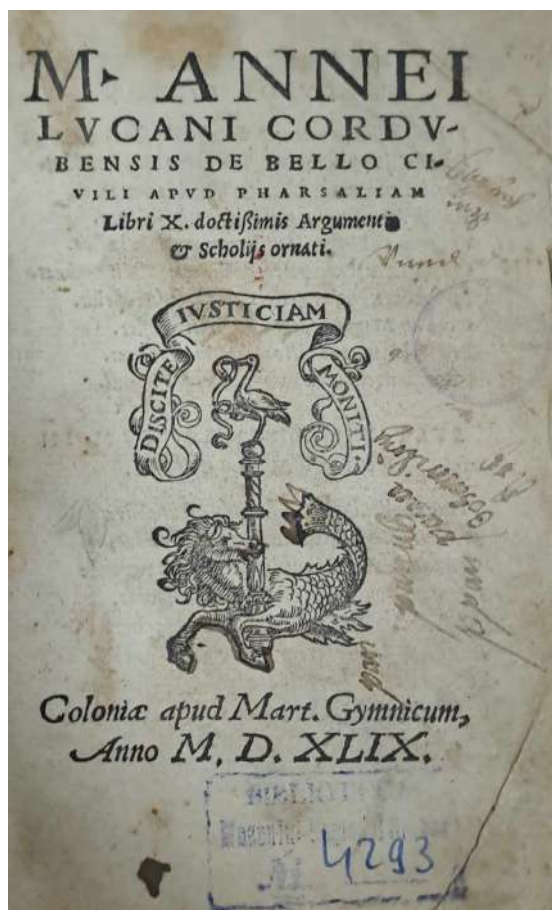 M· ANNEI
LVCANI CORDV-
BENSIS DE BELLO CI-
VILI APVD PHARSALIAM
Libri X. doctißimis Argumentis
& Scholijs ornati.
DISCITE IVSTICIAM MONITI.
Coloniæ apud Mart. Gymnicum,
Anno M, D. XLIX.
4293